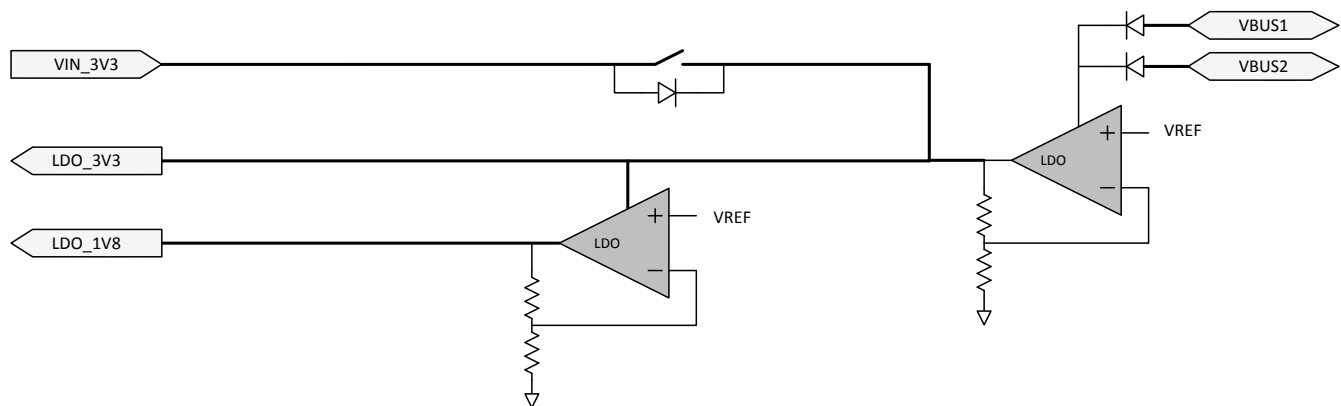 VBUS1
VIN_3V3
VBUS2
+
VREF
LDO_3V3
LDO
−
+
VREF
LDO_1V8
LDO
−